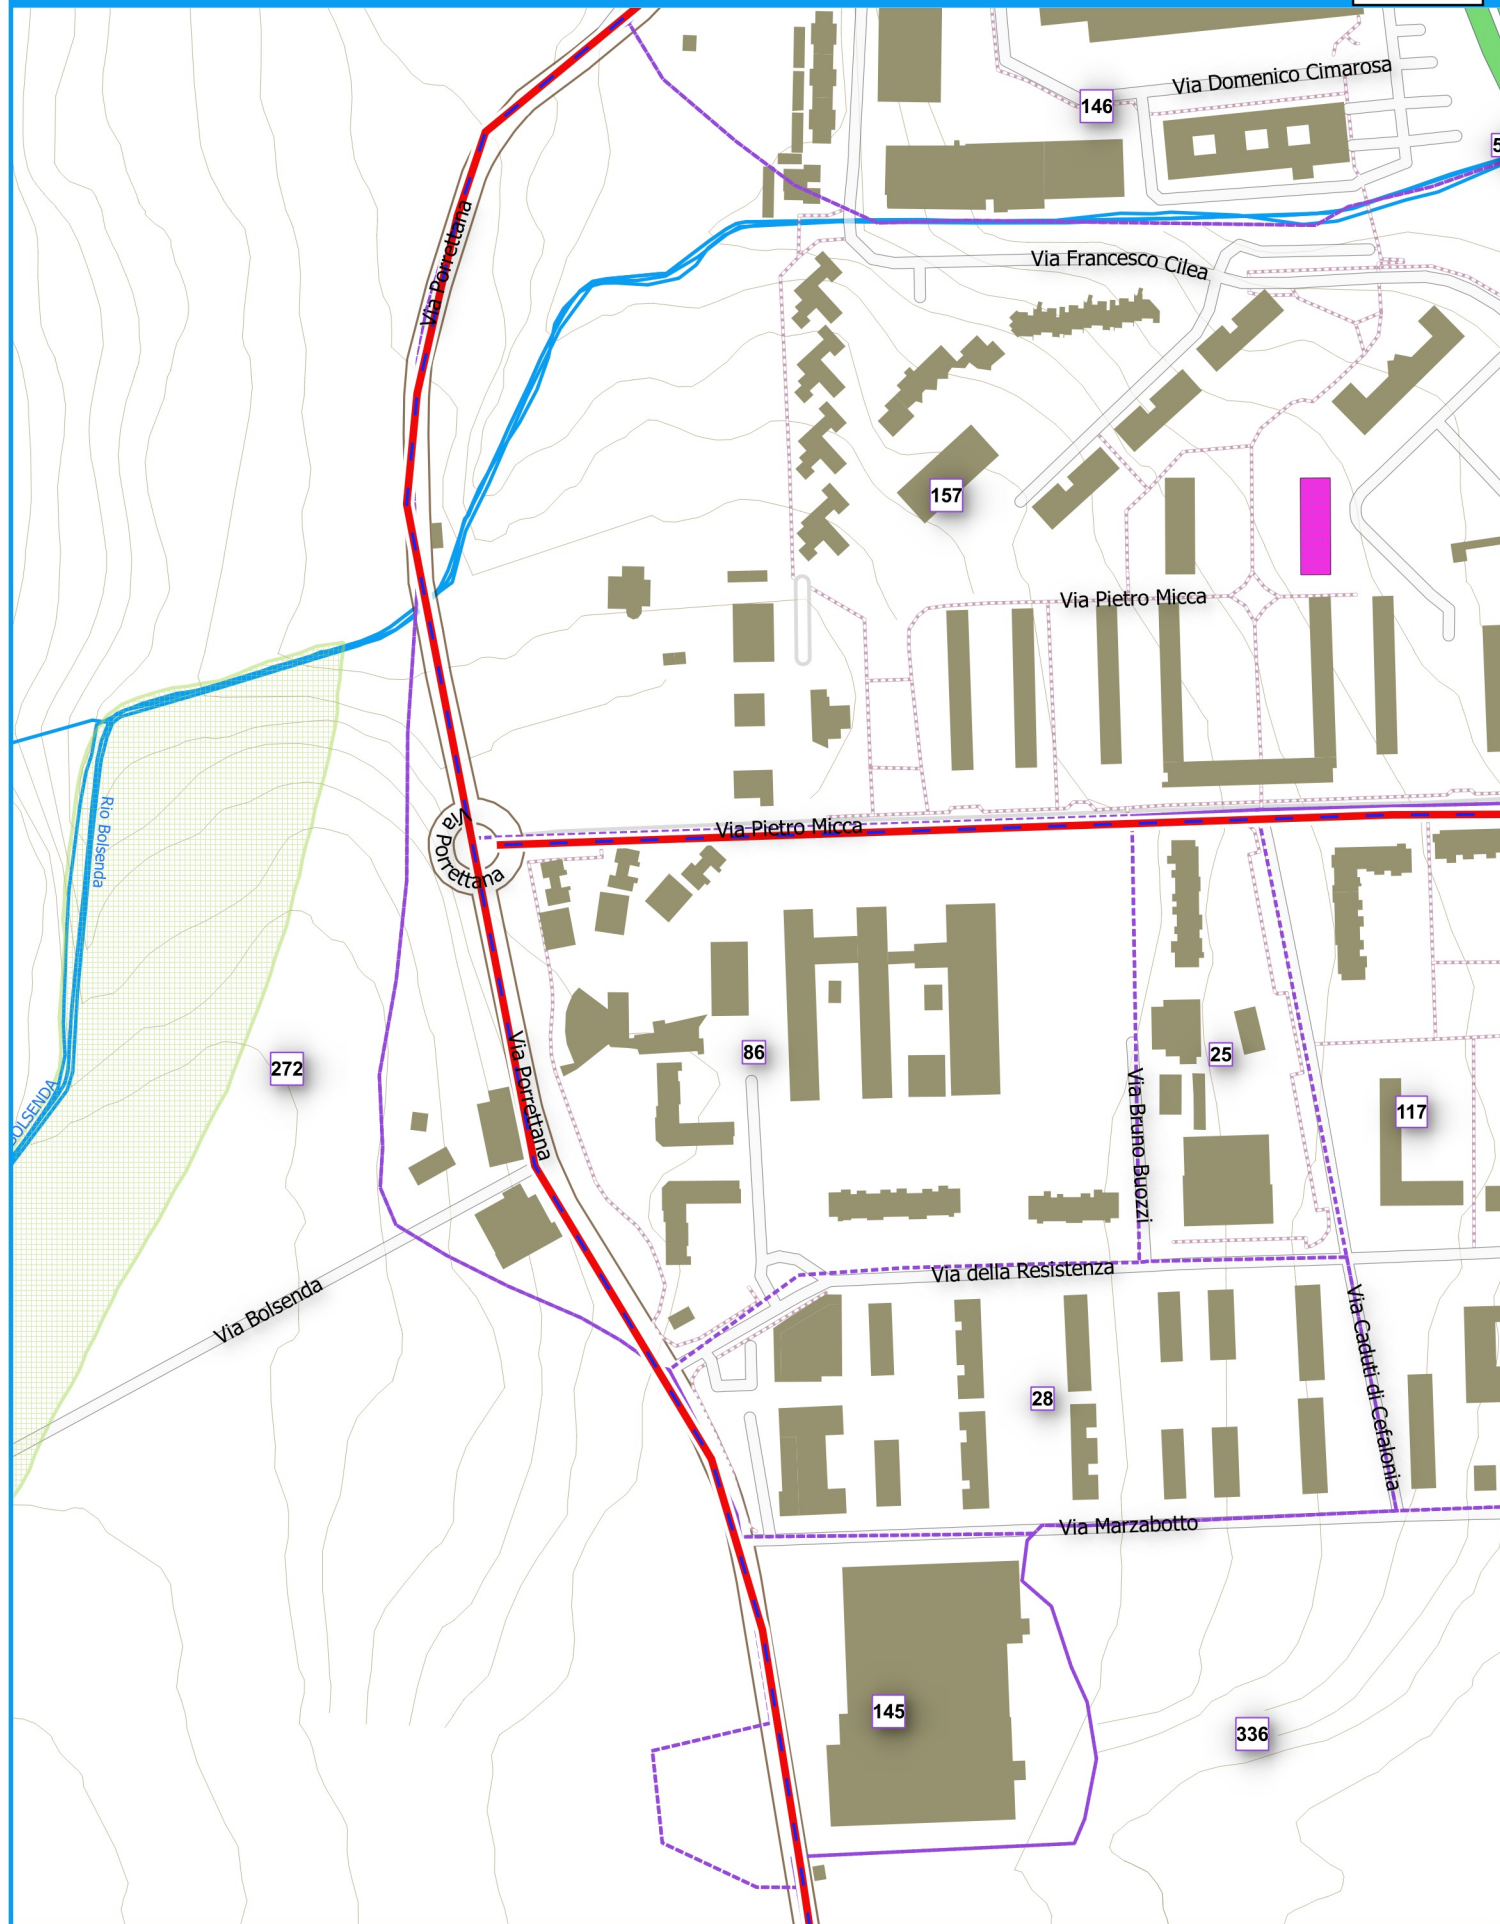 Via Domenico Cimarosa
146
5
Via Porrettana
Via Francesco Cilea
157
Via Pietro Micca
Rio Bolsenda
Via Pietro Micca
Via Porrettana
272
BOLSENDA
Via Porrettana
86
25
Via Bruno Buozzi
117
Via della Resistenza
Via Bolsenda
28
Via Caduti di Cefalonia
Via Marzabotto
145
336